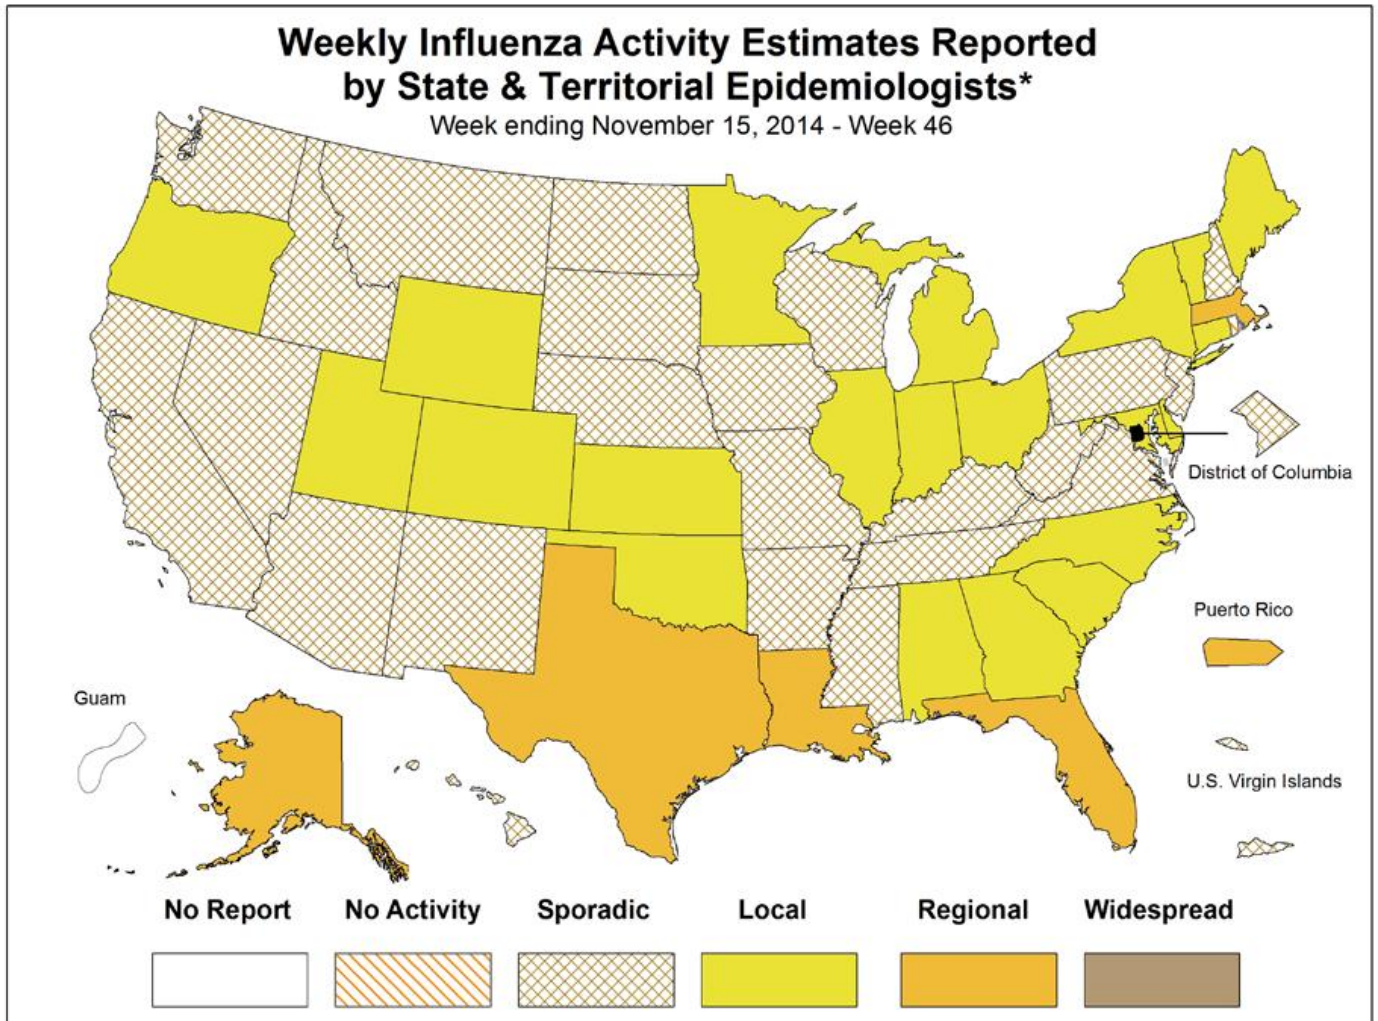 Weekly Influenza Activity Estimates Reported
by State & Territorial Epidemiologists*
Week ending November 15, 2014 - Week 46
District of Columbia
Puerto Rico
Guam
U.S. Virgin Islands
No Report No Activity Sporadic Local Regional Widespread